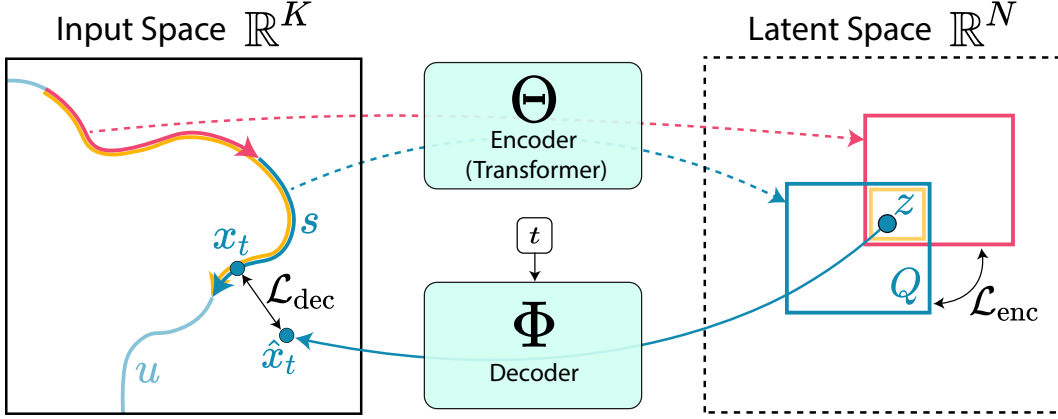 Input Space ℝ^K
Latent Space ℝ^N
Θ
Encoder
(Transformer)
s
x_t
z
t
Q
𝓛_dec
𝓛_enc
x̂_t
Φ
Decoder
u